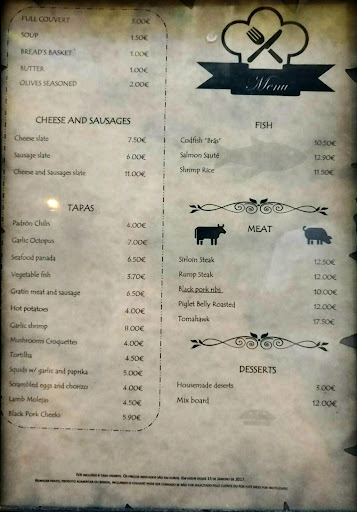 FULL COUVERT 3.00€
SOUP 1.50€
BREAD'S BASKET 1.00€
BUTTER 1.00€
OLIVES SEASONED 2.00€
CHEESE AND SAUSAGES
Cheese slate 7.50€
Sausage slate 6.00€
Cheese and Sausages slate 11.00€
TAPAS
Padrón Chilis 4.00€
Garlic Octopus 7.00€
Seafood panada 6.50€
Vegetable fish 3.70€
Gratin meat and sausage 6.50€
Hot potatoes 4.00€
Garlic shrimp 11.00€
Mushroomi Croquettes 4.00€
Tortilha 4.50€
Squids w/ garlic and paprika 5.00€
Scrambled eggs and chorizo 4.00€
Lamb Molejas 4.50€
Black Pork Cheeks 5.90€
Menu
FISH
Codfish "Brás" 10.50€
Salmon Sauté 12.90€
Shrimp Rice 11.50€
MEAT
Sirloin Steak 12.50€
Rump Steak 12.00€
Black pork ribs 10.00€
Piglet Belly Roasted 12.00€
Tomahawk 17.50€
DESSERTS
Housemade deserts 3.00€
Mix board 12.00€